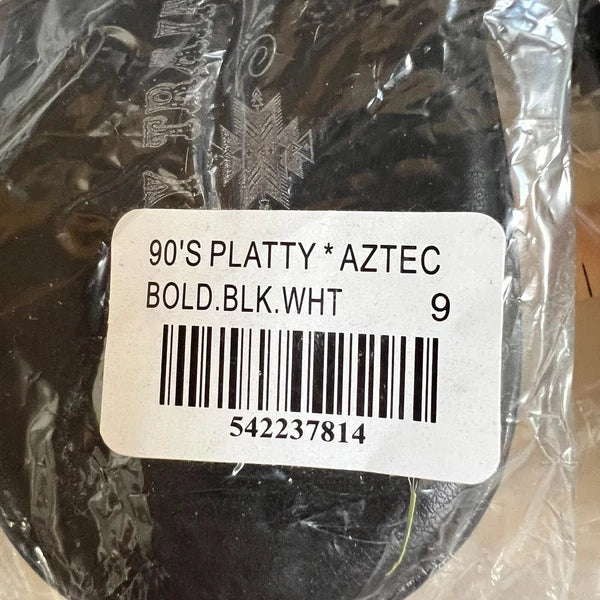 90'S PLATTY * AZTEC
BOLD.BLK.WHT 9
542237814